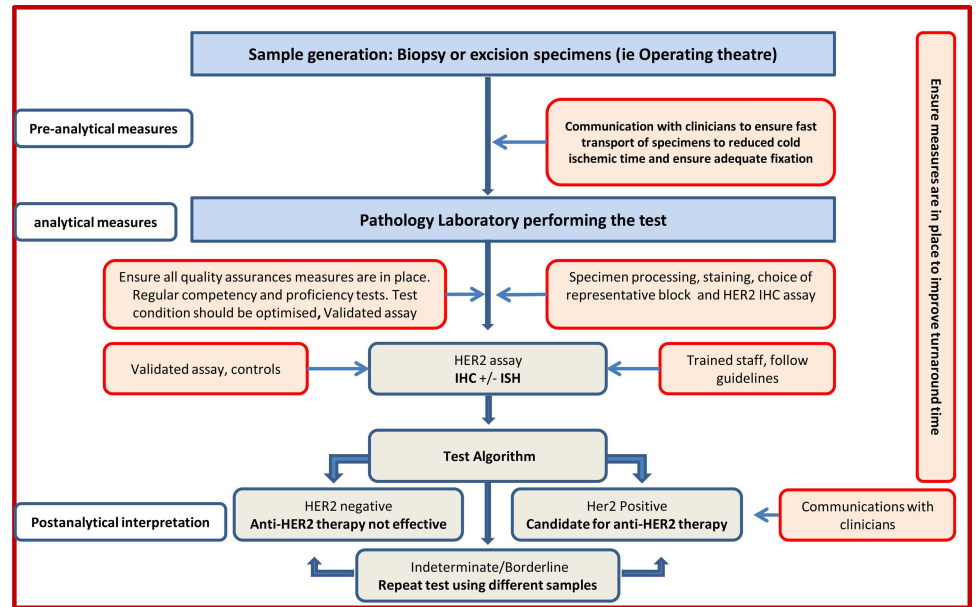 Sample generation: Biopsy or excision specimens (ie Operating theatre)
Pre-analytical measures
Communication with clinicians to ensure fast
transport of specimens to reduced cold
ischemic time and ensure adequate fixation
Ensure measures are in place to improve turnaround time
analytical measures
Pathology Laboratory performing the test
Ensure all quality assurances measures are in place.
Regular competency and proficiency tests. Test
condition should be optimised, Validated assay
Specimen processing, staining, choice of
representative block and HER2 IHC assay
Validated assay, controls
HER2 assay
IHC +/- ISH
Trained staff, follow
guidelines
Test Algorithm
Postanalytical interpretation
HER2 negative
Anti-HER2 therapy not effective
Her2 Positive
Candidate for anti-HER2 therapy
Communications with
clinicians
Indeterminate/Borderline
Repeat test using different samples